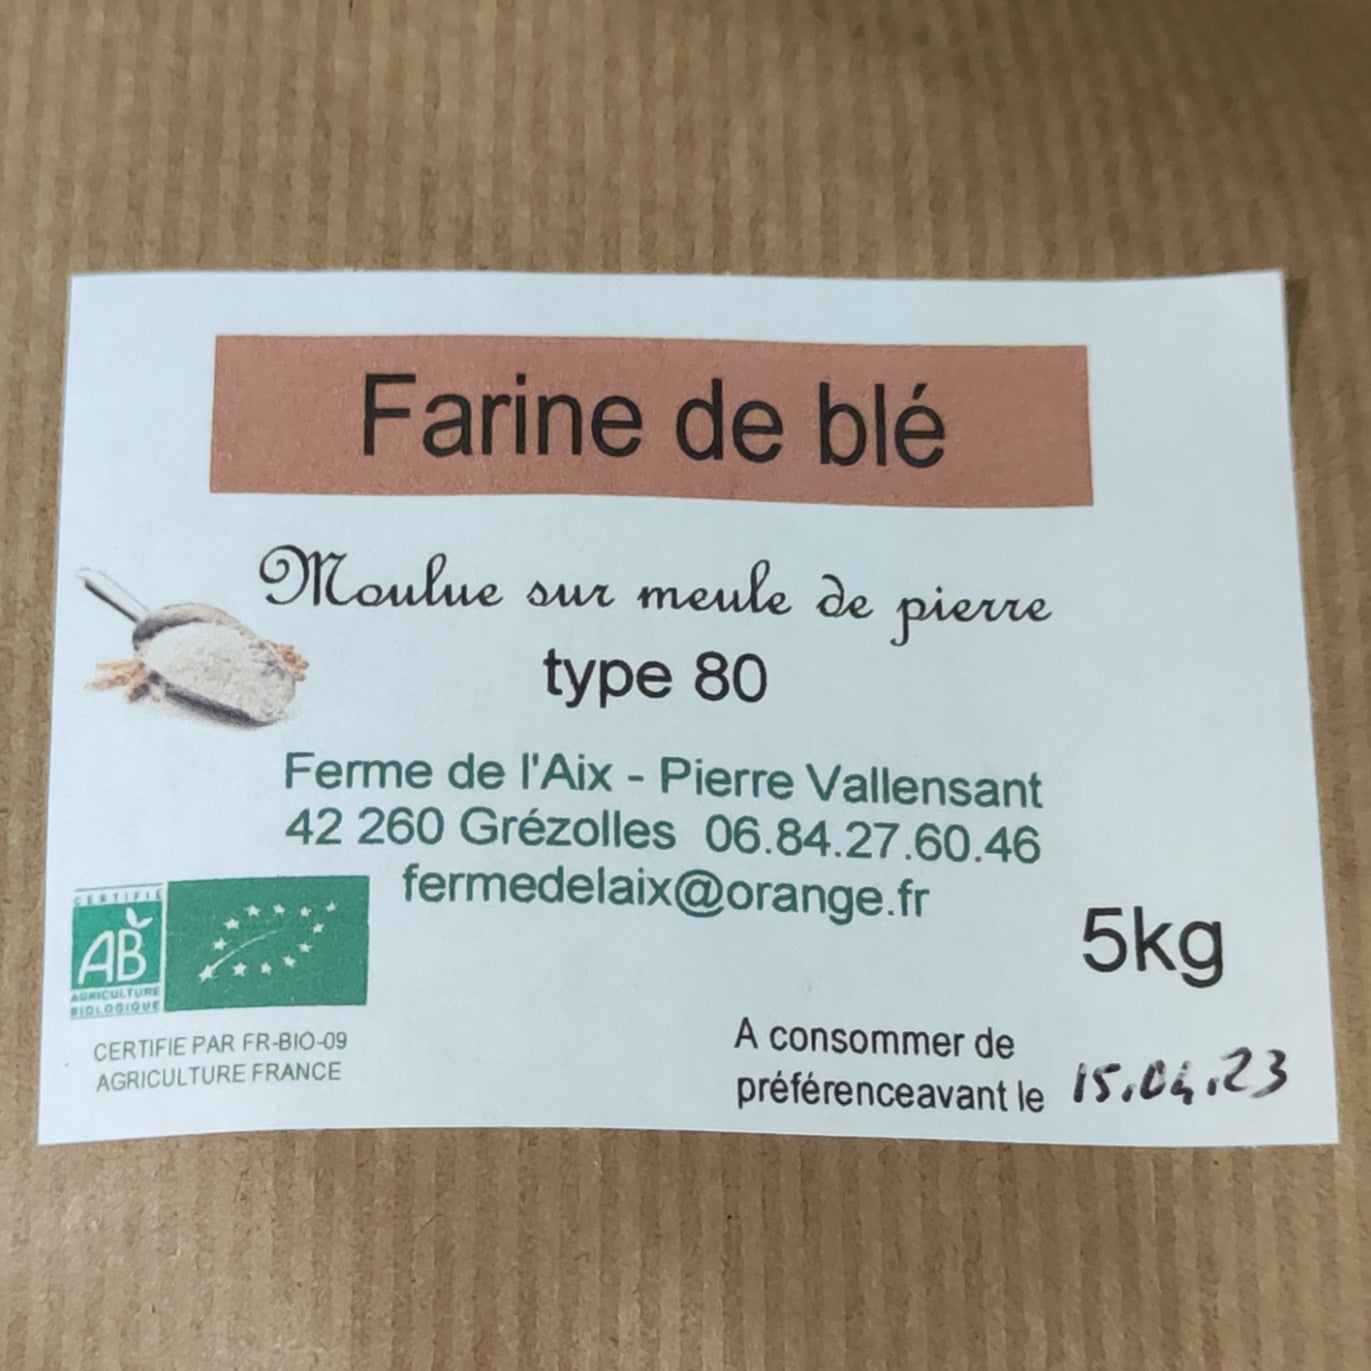 Farine de blé
Moulue sur meule de pierre
type 80
Ferme de l'Aix - Pierre Vallensant
42 260 Grézolles 06.84.27.60.46
fermedelaix@orange.fr
5kg
CERTIFIÉ
AB
AGRICULTURE
BIOLOGIQUE
CERTIFIE PAR FR-BIO-09
AGRICULTURE FRANCE
A consommer de
préférenceavant le 15.04.23